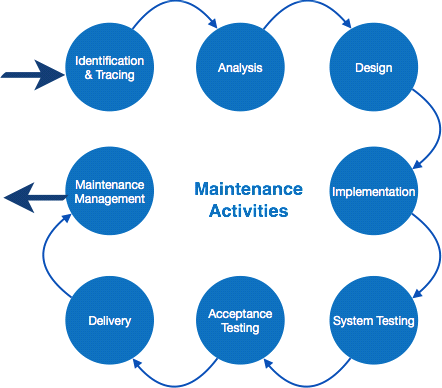 Identification
& Tracing
Analysis
Design
Implementation
System Testing
Acceptance
Testing
Delivery
Maintenance
Management
Maintenance
Activities